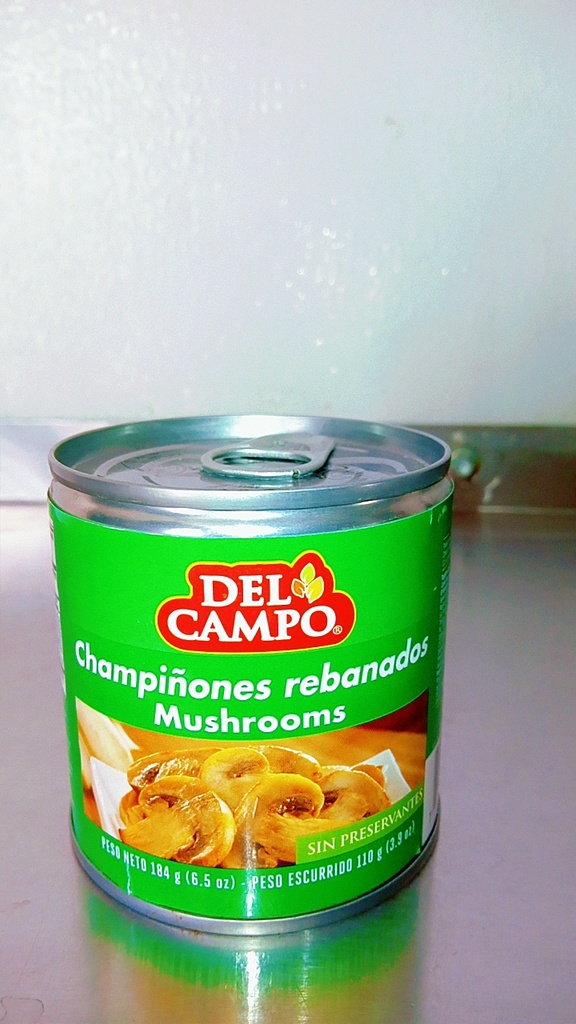 DEL
CAMPO®
Champiñones rebanados
Mushrooms
SIN PRESERVANTES
PESO NETO 184 g (6.5 oz) - PESO ESCURRIDO 110 g (3.9 oz)